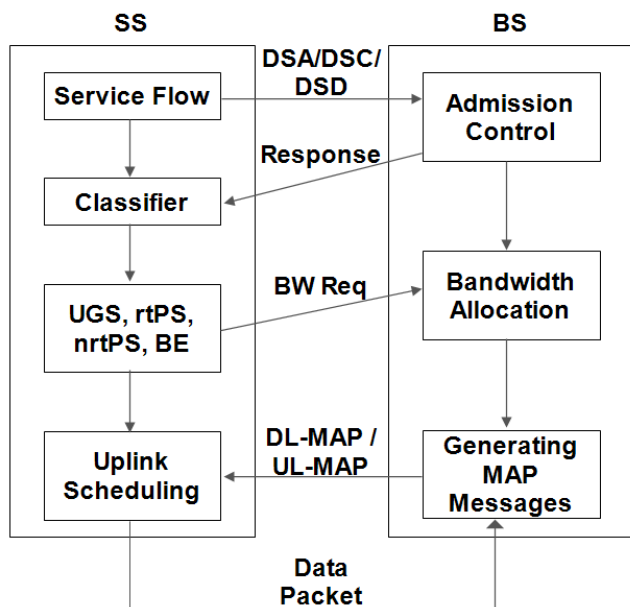 SS
BS
DSA/DSC/
DSD
Service Flow
Admission
Control
Response
Classifier
BW Req
UGS, rtPS,
nrtPS, BE
Bandwidth
Allocation
DL-MAP /
UL-MAP
Uplink
Scheduling
Generating
MAP
Messages
Data
Packet